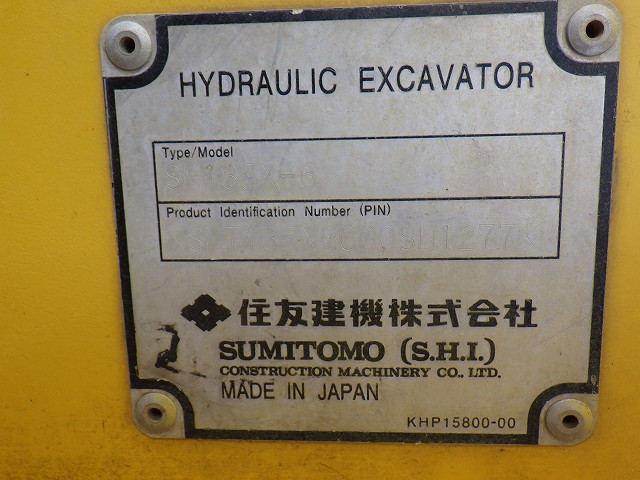 HYDRAULIC EXCAVATOR
Type/Model
Product Identification Number (PIN)
住友建機株式会社
SUMITOMO (S.H.I.)
CONSTRUCTION MACHINERY CO., LTD.
MADE IN JAPAN
KHP15800-00